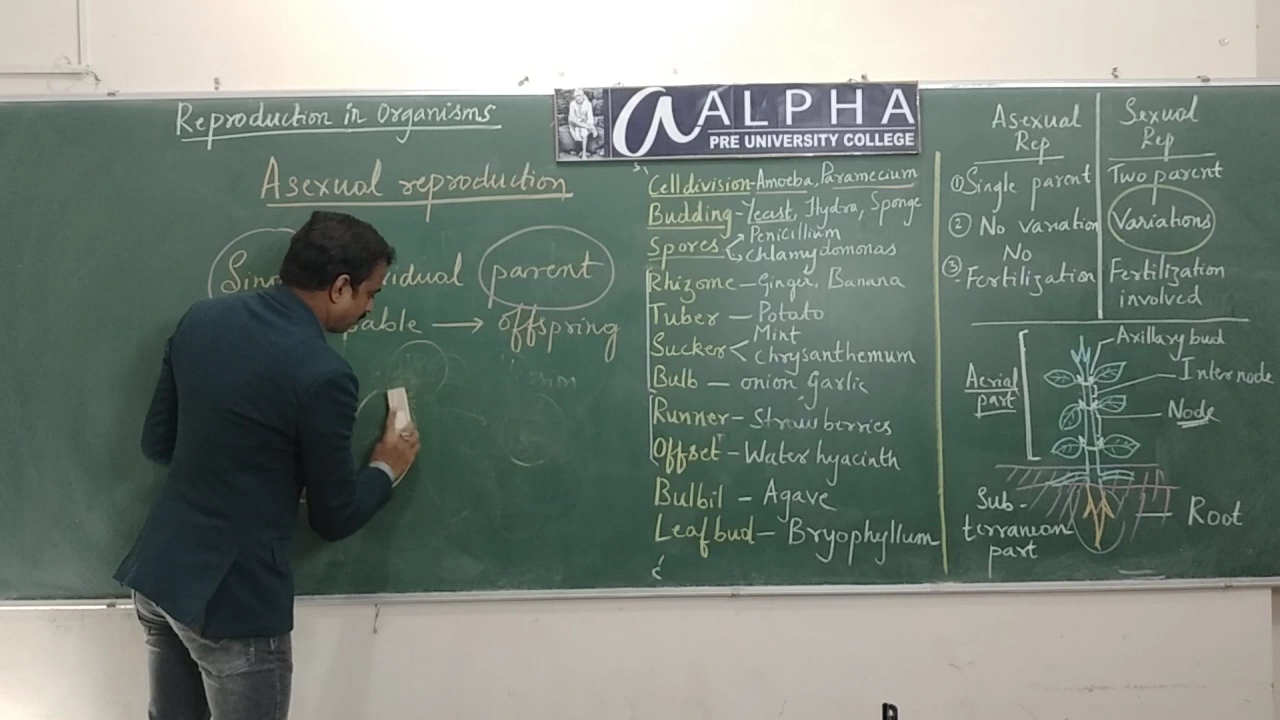 Reproduction in Organisms
Asexual reproduction
individual parent
offspring
a ALPHA
PRE UNIVERSITY COLLEGE
Cell division - Amoeba, Paramecium
Budding - Yeast, Hydra, Sponge
Spores < Penicillium
chlamydomonas
Rhizome - Ginger, Banana
Tuber - Potato
Sucker < Mint
chrysanthemum
Bulb - onion Garlic
Runner - Strawberries
Offset - Water hyacinth
Bulbil - Agave
Leaf bud - Bryophyllum
Asexual Rep
Sexual Rep
① Single parent
Two parent
② No variation
Variations
③ No Fertilization
Fertilization involved
Axillary bud
Internode
Node
Aerial part
Sub-
terranean
part
Root